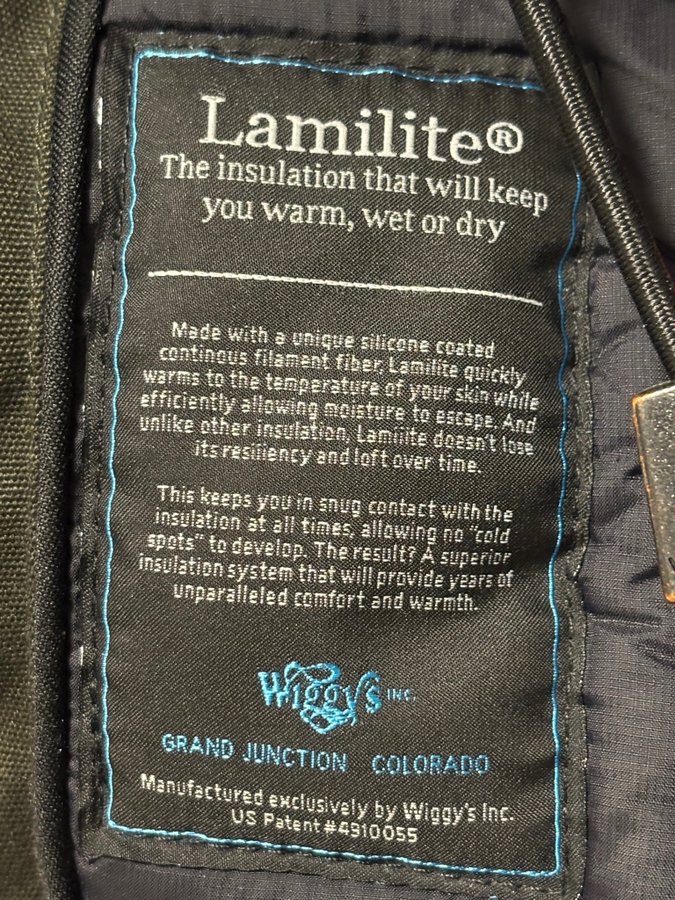 Lamilite®
The insulation that will keep
you warm, wet or dry
Made with a unique silicone coated
continous filament fiber, Lamilite quickly
warms to the temperature of your skin while
efficiently allowing moisture to escape. And
unlike other insulation, Lamilite doesn't lose
its resiliency and loft over time.
This keeps you in snug contact with the
insulation at all times, allowing no "cold
spots" to develop. The result? A superior
insulation system that will provide years of
unparalleled comfort and warmth.
Wiggy's INC.
GRAND JUNCTION COLORADO
Manufactured exclusively by Wiggy's Inc.
US Patent #4910055